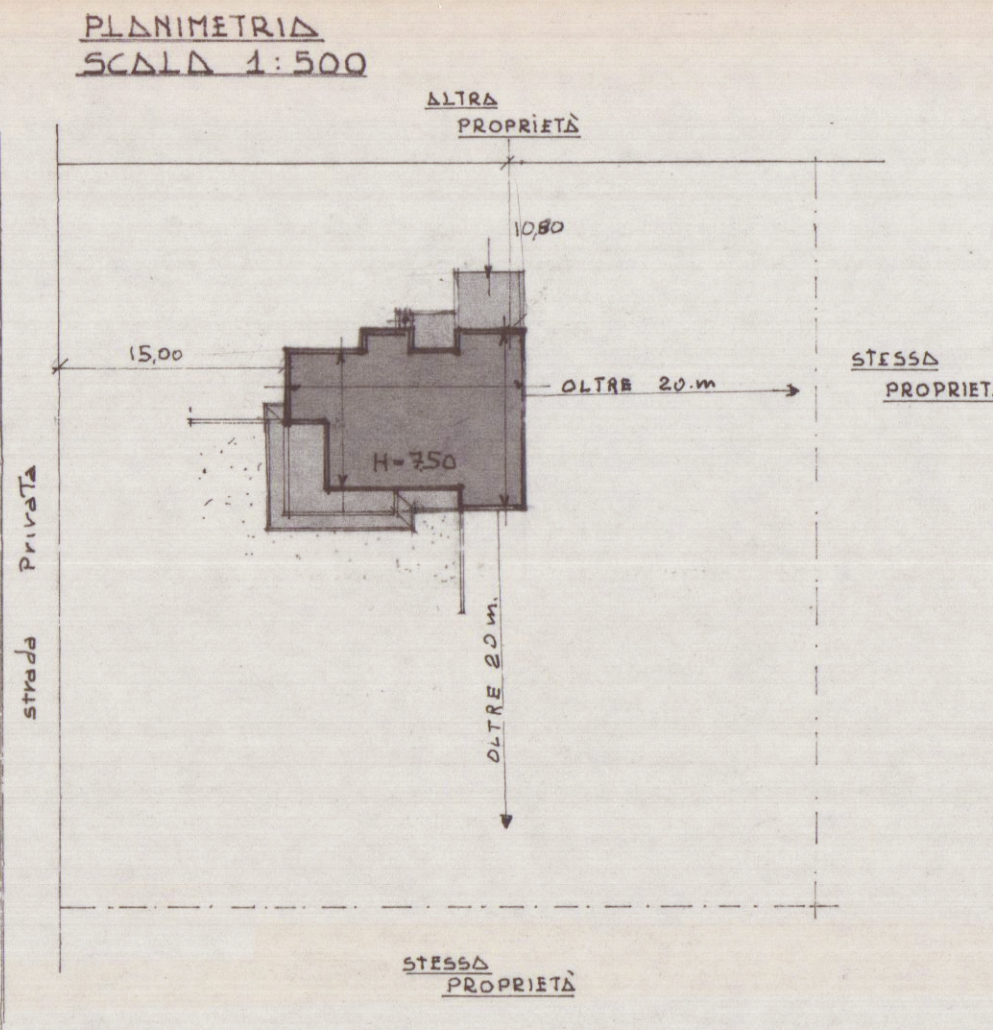 PLANIMETRIA
SCALA 1:500
ALTRA
PROPRIETÀ
10,80
15,00
OLTRE 20.m
STESSA
PROPRIET
H=7,50
strada Privata
OLTRE 20 m.
STESSA
PROPRIETÀ